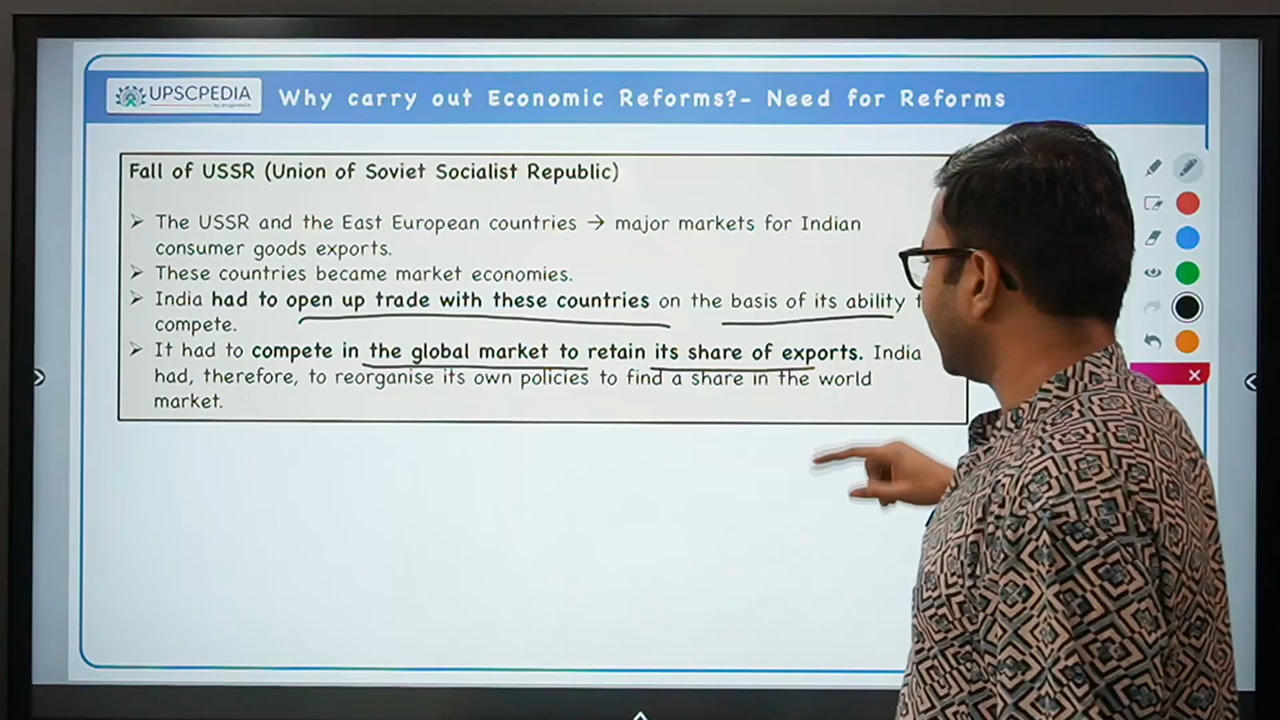 UPSCPEDIA
Why carry out Economic Reforms?- Need for Reforms
Fall of USSR (Union of Soviet Socialist Republic)
➢ The USSR and the East European countries → major markets for Indian
consumer goods exports.
➢ These countries became market economies.
➢ India had to open up trade with these countries on the basis of its ability
compete.
➢ It had to compete in the global market to retain its share of exports. India
had, therefore, to reorganise its own policies to find a share in the world
market.